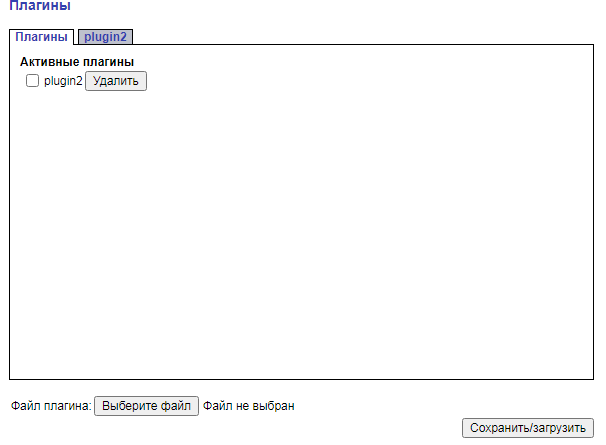 Плагины
Плагины plugin2
Активные плагины
plugin2 Удалить
Файл плагина: Выберите файл Файл не выбран
Сохранить/загрузить